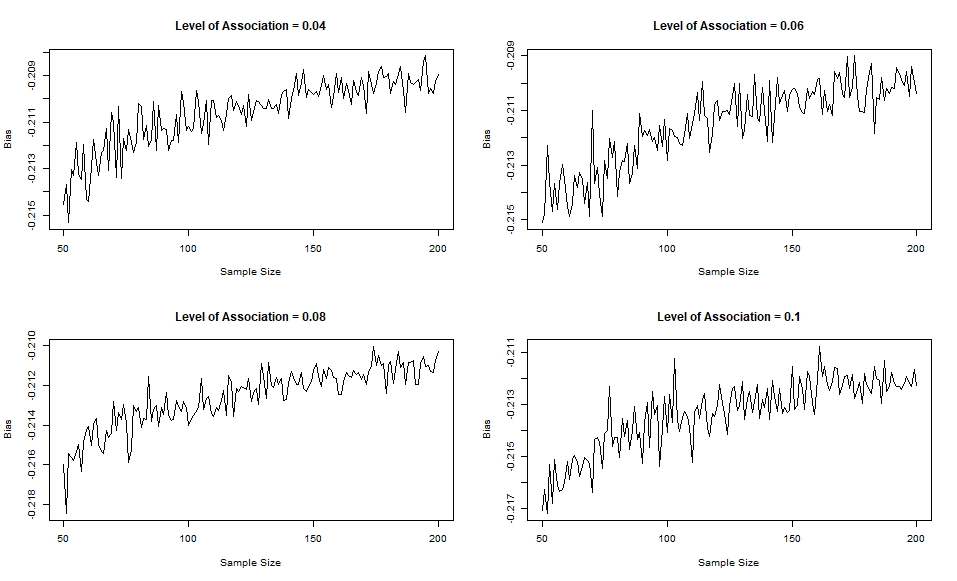 Level of Association = 0.04
Bias
-0.209
-0.211
-0.213
-0.215
50 100 150 200
Sample Size
Level of Association = 0.06
Bias
-0.209
-0.211
-0.213
-0.215
50 100 150 200
Sample Size
Level of Association = 0.08
Bias
-0.210
-0.212
-0.214
-0.216
-0.218
50 100 150 200
Sample Size
Level of Association = 0.1
Bias
-0.211
-0.213
-0.215
-0.217
50 100 150 200
Sample Size